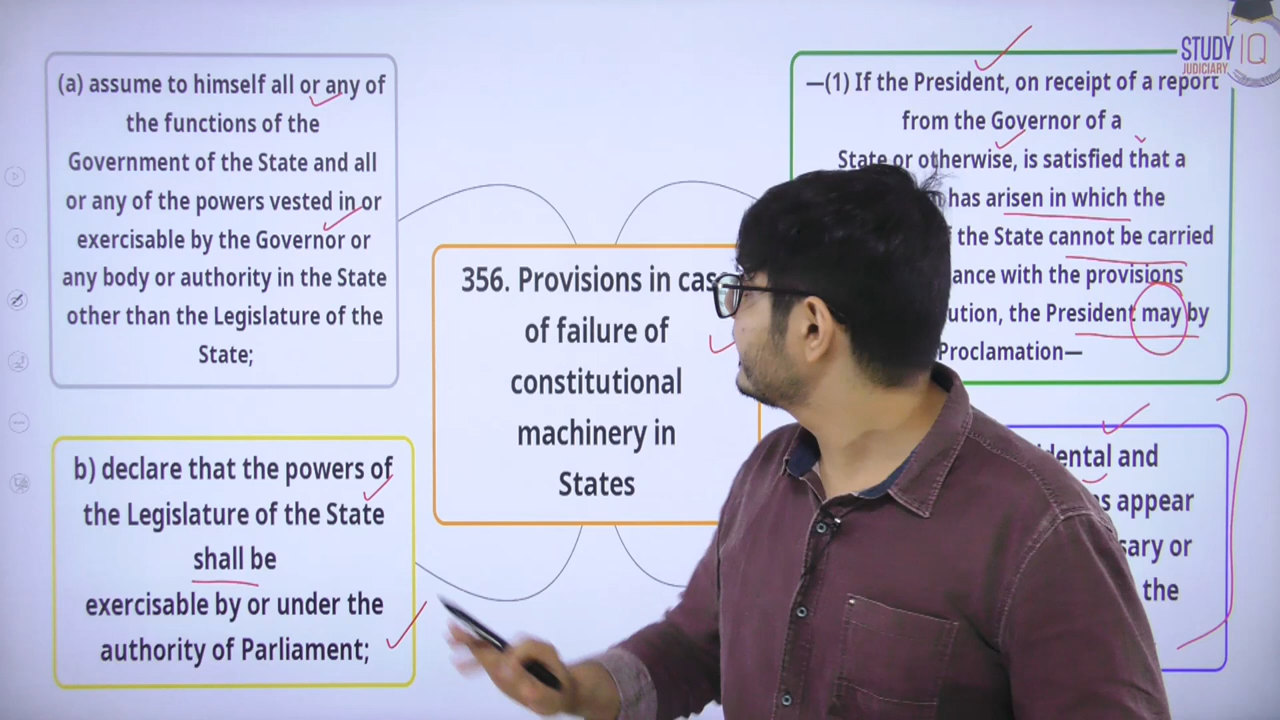 (a) assume to himself all or any of
the functions of the
Government of the State and all
or any of the powers vested in or
exercisable by the Governor or
any body or authority in the State
other than the Legislature of the
State;
b) declare that the powers of
the Legislature of the State
shall be
exercisable by or under the
authority of Parliament;
356. Provisions in cas
of failure of
constitutional
machinery in
States
STUDY IQ
JUDICIARY
—(1) If the President, on receipt of a report
from the Governor of a
State or otherwise, is satisfied that a
has arisen in which the
the State cannot be carried
with the provisions
the President may by
Proclamation—
and
appear
or
the